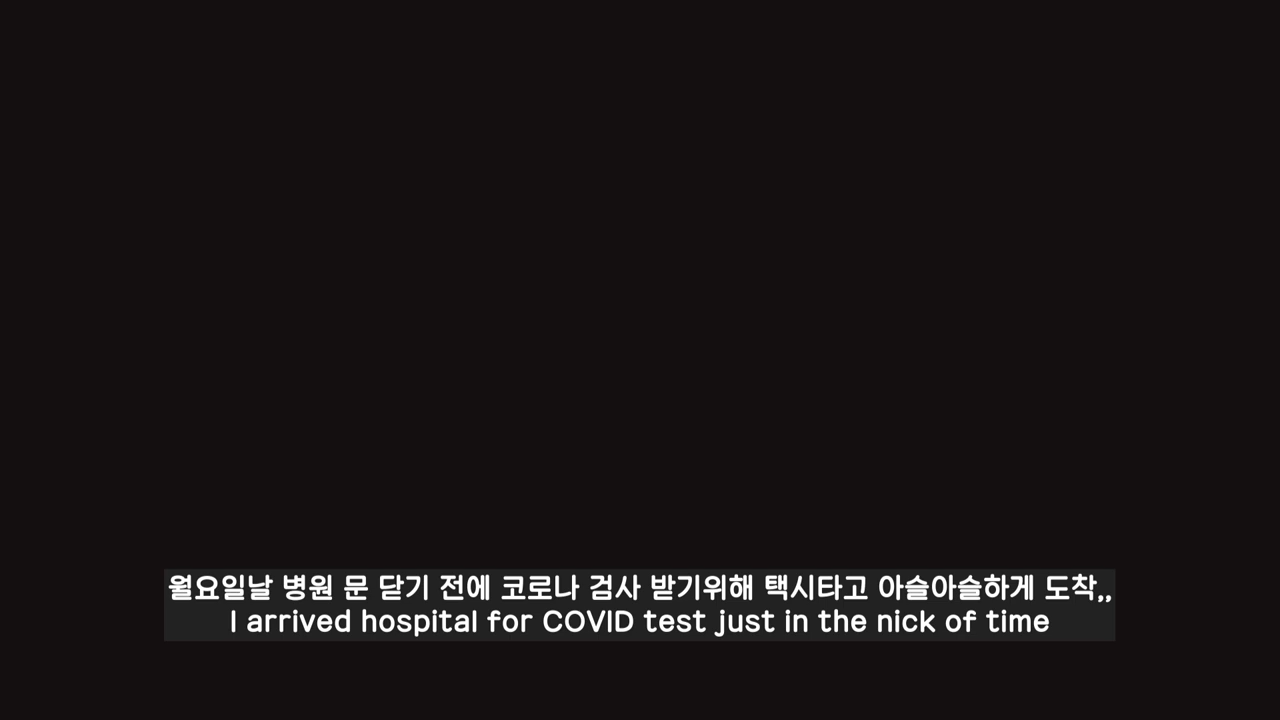 월요일날 병원 문 닫기 전에 코로나 검사 받기위해 택시타고 아슬아슬하게 도착,,
I arrived hospital for COVID test just in the nick of time